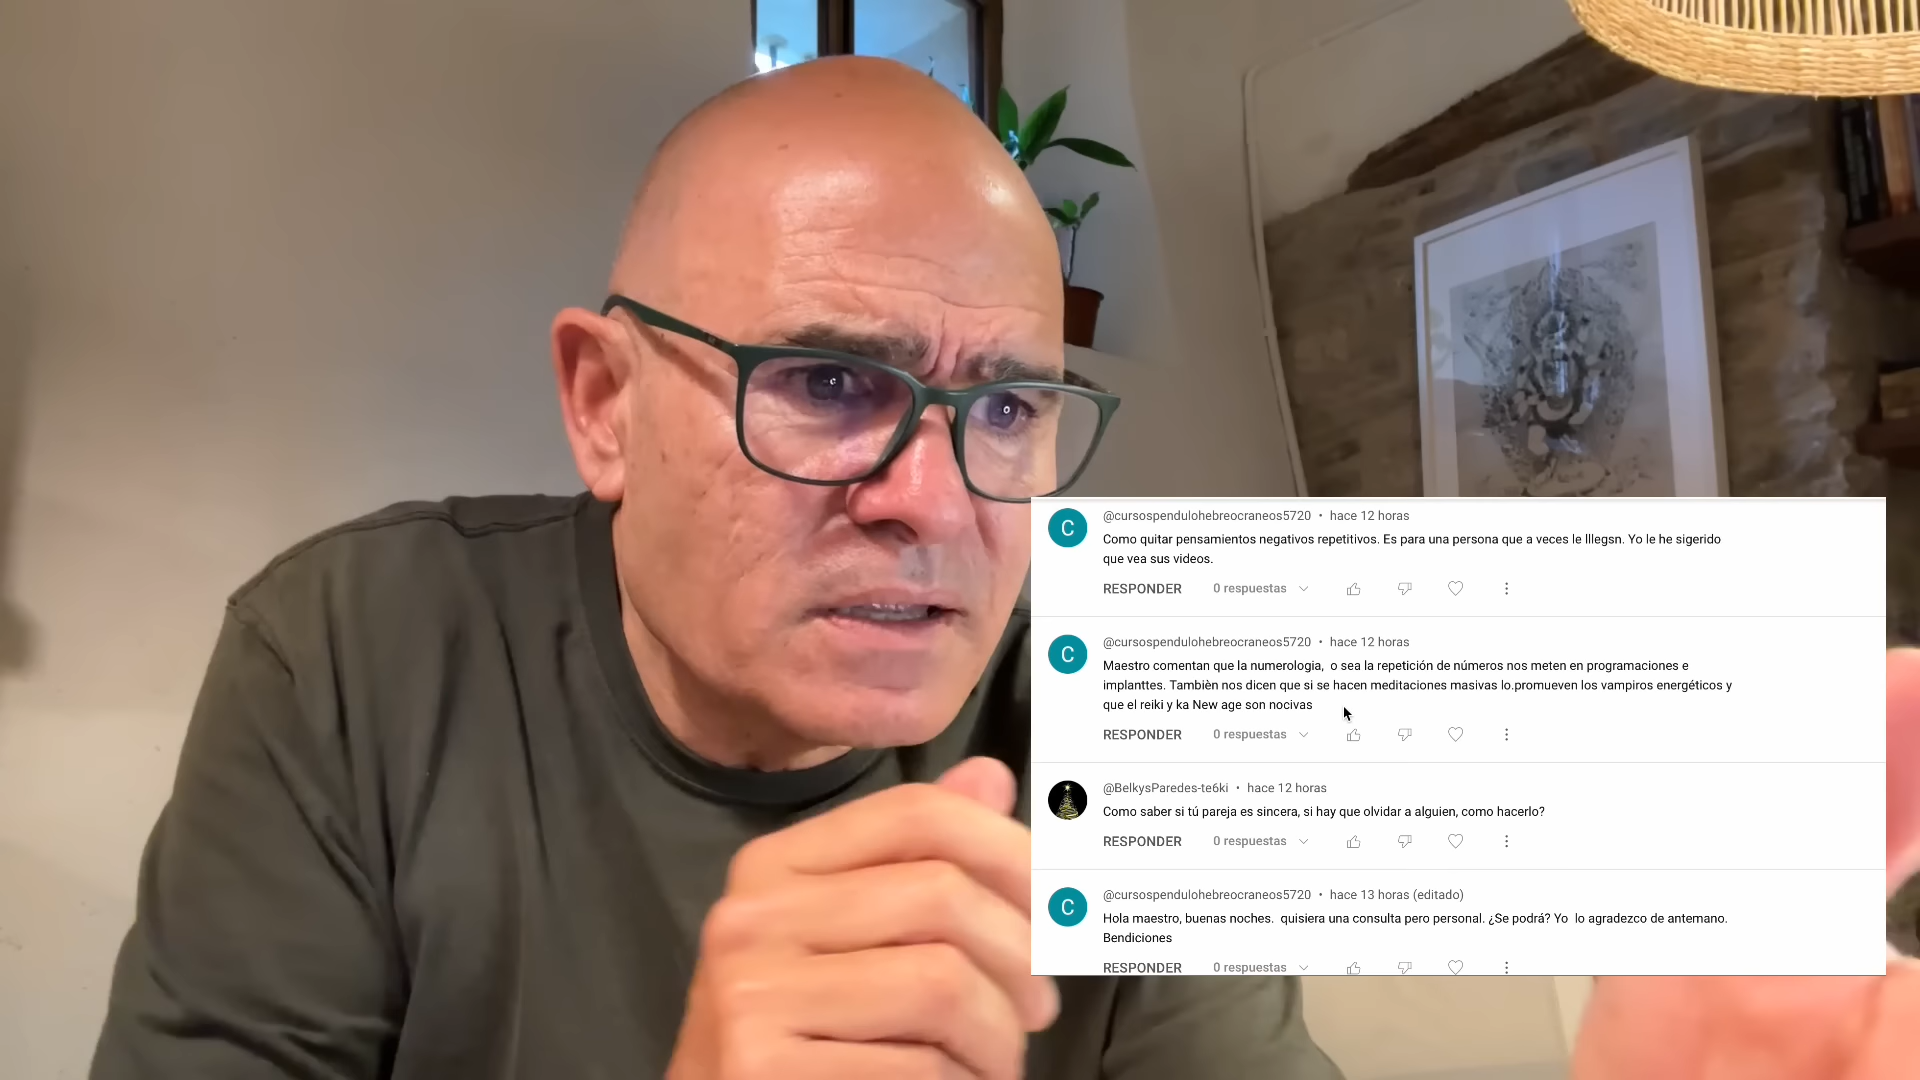 C
@cursospendulohebreocraneos5720 • hace 12 horas
Como quitar pensamientos negativos repetitivos. Es para una persona que a veces le lllegsn. Yo le he sigerido
que vea sus videos.
RESPONDER 0 respuestas
C
@cursospendulohebreocraneos5720 • hace 12 horas
Maestro comentan que la numerologia, o sea la repetición de números nos meten en programaciones e
implanttes. Tambièn nos dicen que si se hacen meditaciones masivas lo.promueven los vampiros energéticos y
que el reiki y ka New age son nocivas
RESPONDER 0 respuestas
@BelkysParedes-te6ki • hace 12 horas
Como saber si tú pareja es sincera, si hay que olvidar a alguien, como hacerlo?
RESPONDER 0 respuestas
C
@cursospendulohebreocraneos5720 • hace 13 horas (editado)
Hola maestro, buenas noches. quisiera una consulta pero personal. ¿Se podrá? Yo lo agradezco de antemano.
Bendiciones
RESPONDER 0 respuestas